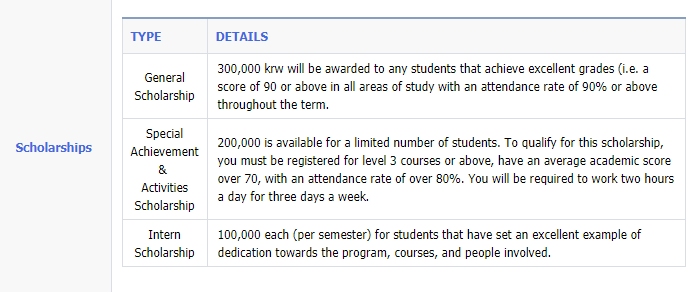 TYPE DETAILS
General
Scholarship
300,000 krw will be awarded to any students that achieve excellent grades (i.e. a
score of 90 or above in all areas of study with an attendance rate of 90% or above
throughout the term.
Scholarships
Special
Achievement
&
Activities
Scholarship
200,000 is available for a limited number of students. To qualify for this scholarship,
you must be registered for level 3 courses or above, have an average academic score
over 70, with an attendance rate of over 80%. You will be required to work two hours
a day for three days a week.
Intern
Scholarship
100,000 each (per semester) for students that have set an excellent example of
dedication towards the program, courses, and people involved.